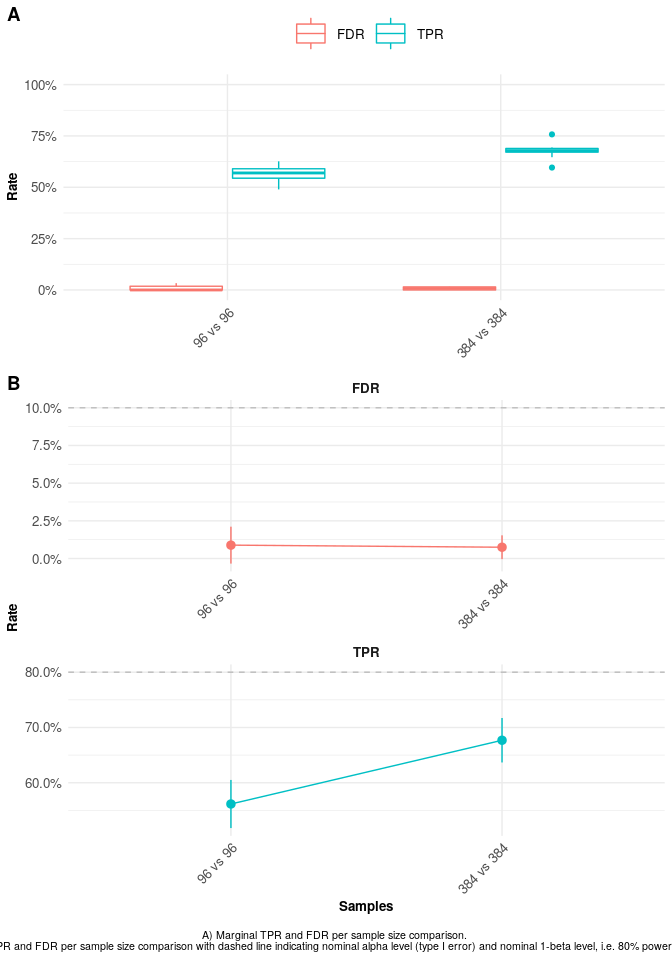 A
FDR TPR
100%
75%
50%
25%
0%
Rate
96 vs 96
384 vs 384
B
FDR
10.0%
7.5%
5.0%
2.5%
0.0%
96 vs 96
384 vs 384
Rate
TPR
80.0%
70.0%
60.0%
96 vs 96
384 vs 384
Samples
A) Marginal TPR and FDR per sample size comparison.
PR and FDR per sample size comparison with dashed line indicating nominal alpha level (type I error) and nominal 1-beta level, i.e. 80% power